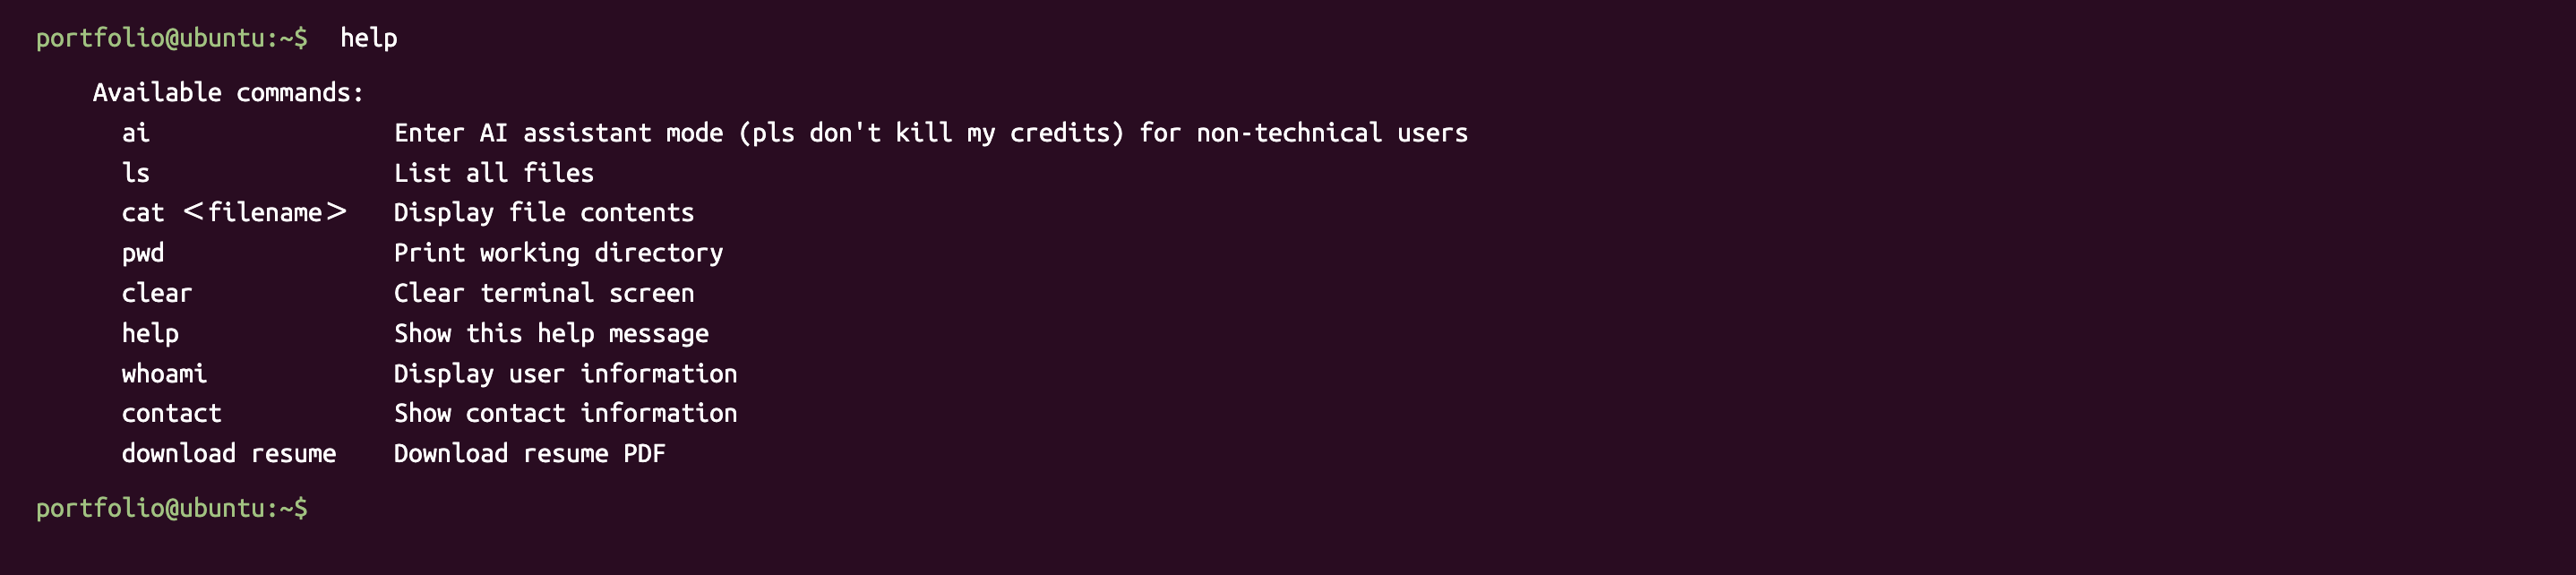 portfolio@ubuntu:~$ help
Available commands:
ai Enter AI assistant mode (pls don't kill my credits) for non-technical users
ls List all files
cat <filename> Display file contents
pwd Print working directory
clear Clear terminal screen
help Show this help message
whoami Display user information
contact Show contact information
download resume Download resume PDF
portfolio@ubuntu:~$